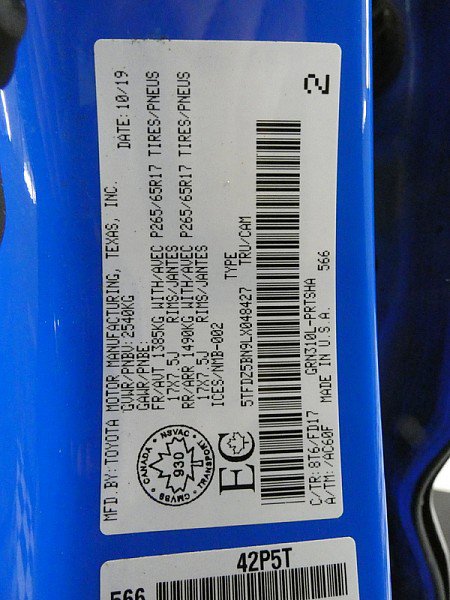 MFD.BY:TOYOTA MOTOR MANUFACTURING, TEXAS, INC. DATE:10/19
GVWR/PNBV:2540KG
GAWR/PNBE:
FR/AVT 1385KG WITH/AVEC P265/65R17 TIRES/PNEUS
17X7.5J RIMS/JANTES
RR/ARR 1490KG WITH/AVEC P265/65R17 TIRES/PNEUS
17X7.5J RIMS/JANTES
ICES/NMB-002
TYPE
5TFDZ5BN9LX048427 TRU/CAM
CANADA
NSVAC
TRANSPORT
CMVSS
930
EC
C/TR:8T6/FD17 GRN310L-PRTSHA
A/TM:/AC60F MADE IN U.S.A. 566
2
42P5T
566